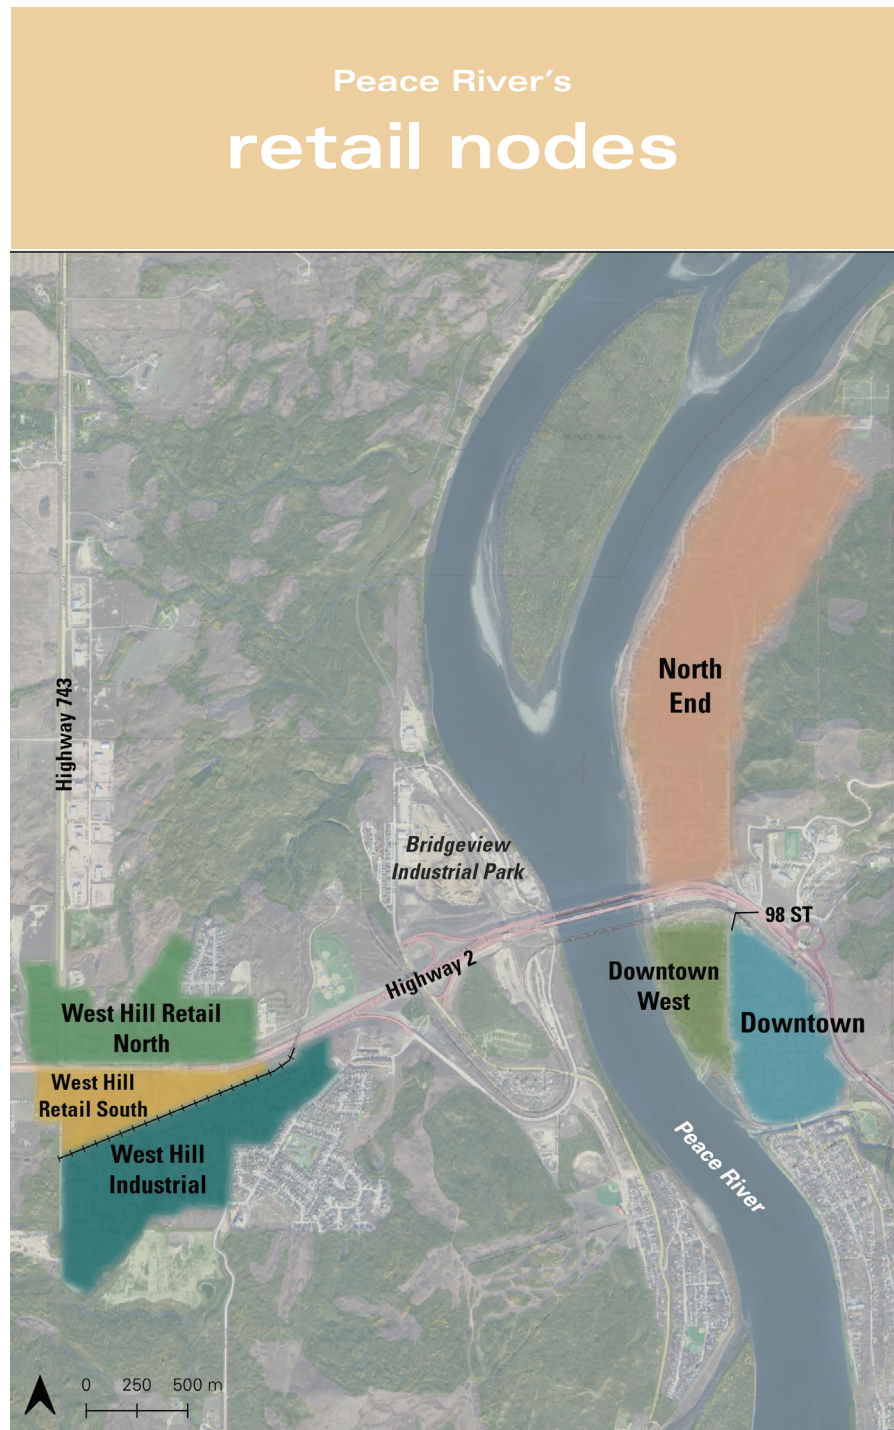 Peace River's
retail nodes
North
End
Highway 743
Bridgeview
Industrial Park
98 ST
Highway 2
Downtown
West
Downtown
West Hill Retail
North
West Hill
Retail South
West Hill
Industrial
Peace River
0 250 500 m